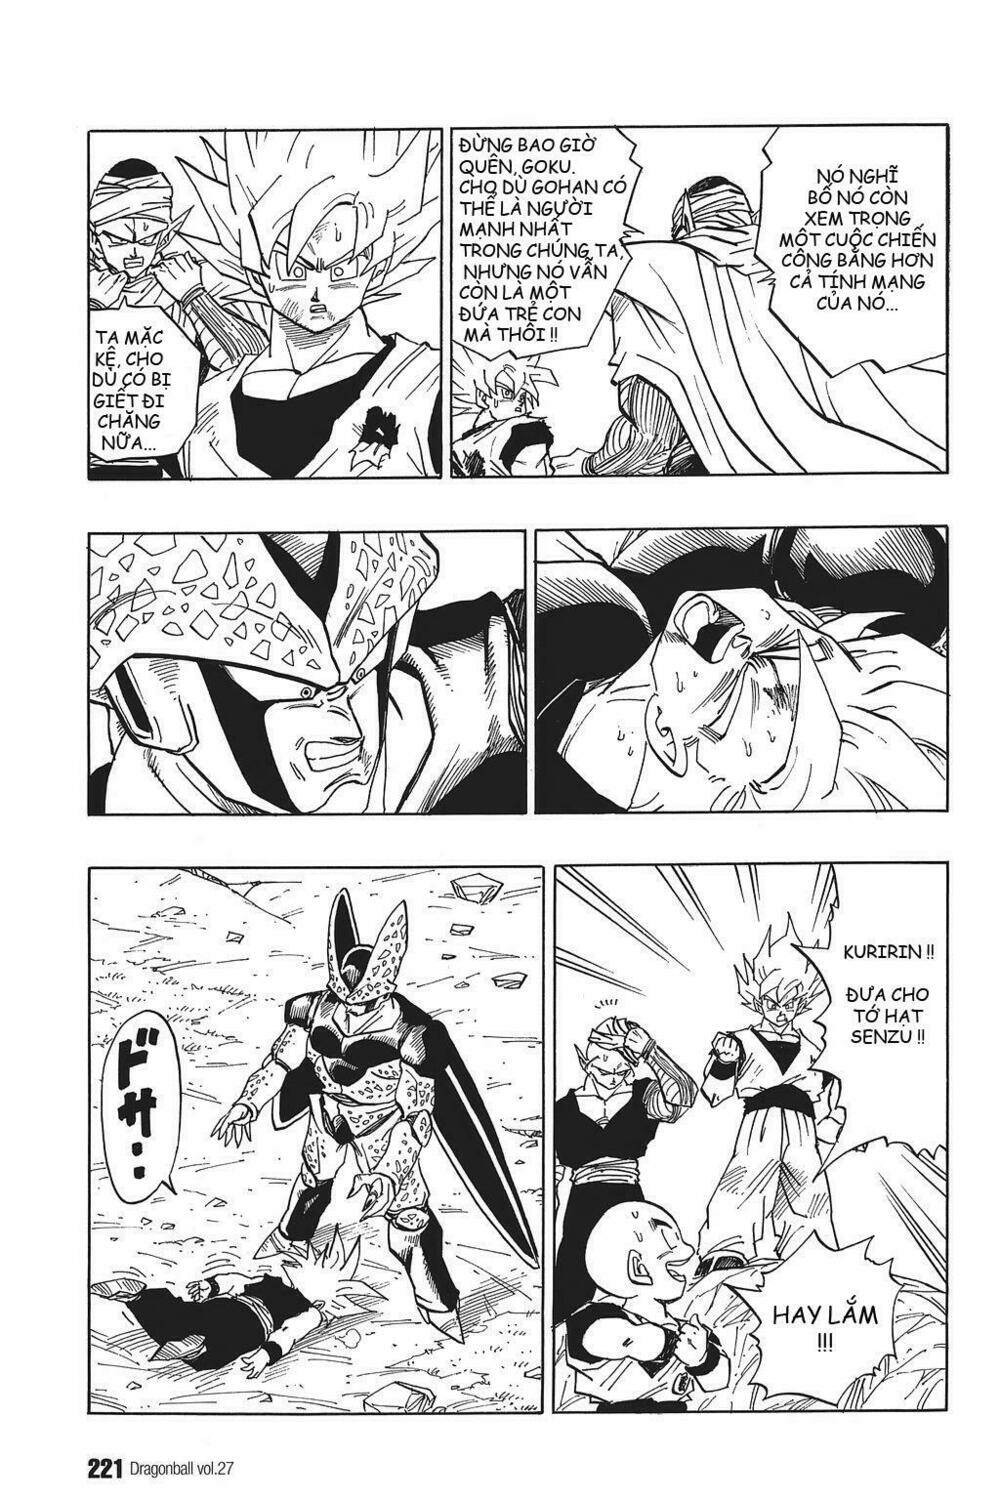 ĐỪNG BAO GIỜ
QUÊN, GOKU.
CHO DÙ GOHAN CÓ
THỂ LÀ NGƯỜI
MẠNH NHẤT
TRONG CHÚNG TA,
NHƯNG NÓ VẪN
CÒN LÀ MỘT
ĐỨA TRẺ CON
MÀ THÔI !!
NÓ NGHĨ
BỐ NÓ CÒN
XEM TRỌNG
MỘT CUỘC CHIẾN
CÔNG BẰNG HƠN
CẢ TÍNH MẠNG
CỦA NÓ...
TA MẶC
KỆ, CHO
DÙ CÓ BỊ
GIẾT ĐI
CHĂNG
NỮA...
ドサ..
KURIRIN !!
ĐƯA CHO
TỚ HẠT
SENZU !!
HAY LẮM
!!!
221 Dragonball vol.27